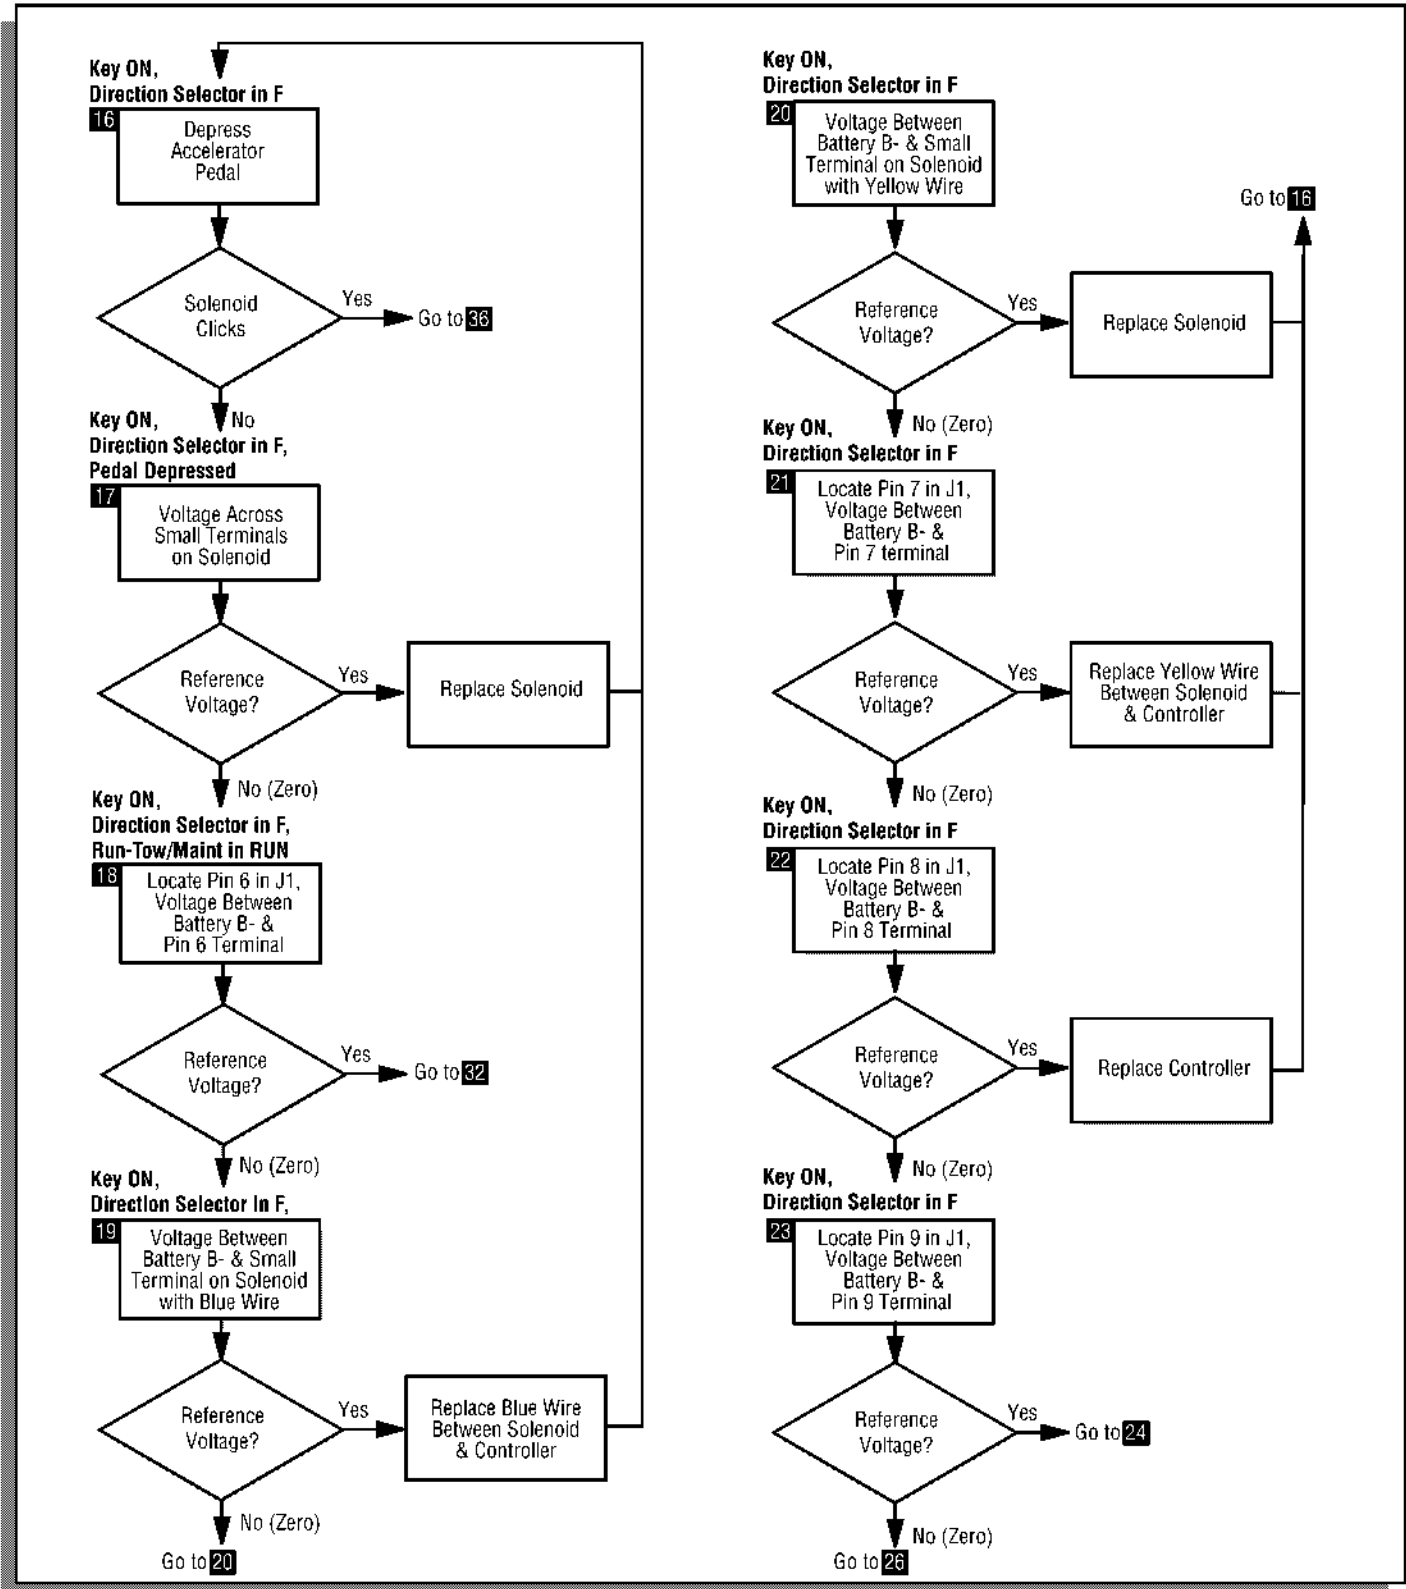 Key ON,
Direction Selector in F
16
Depress
Accelerator
Pedal
Solenoid
Clicks
Yes
Go to 36
No
Key ON,
Direction Selector in F,
Pedal Depressed
17
Voltage Across
Small Terminals
on Solenoid
Reference
Voltage?
Yes
Replace Solenoid
No (Zero)
Key ON,
Direction Selector in F,
Run-Tow/Maint in RUN
18
Locate Pin 6 in J1,
Voltage Between
Battery B- &
Pin 6 Terminal
Reference
Voltage?
Yes
Go to 32
No (Zero)
Key ON,
Direction Selector in F,
19
Voltage Between
Battery B- & Small
Terminal on Solenoid
with Blue Wire
Reference
Voltage?
Yes
Replace Blue Wire
Between Solenoid
& Controller
No (Zero)
Go to 20
Key ON,
Direction Selector in F
20
Voltage Between
Battery B- & Small
Terminal on Solenoid
with Yellow Wire
Go to 16
Reference
Voltage?
Yes
Replace Solenoid
No (Zero)
Key ON,
Direction Selector in F
21
Locate Pin 7 in J1,
Voltage Between
Battery B- &
Pin 7 terminal
Reference
Voltage?
Yes
Replace Yellow Wire
Between Solenoid
& Controller
No (Zero)
Key ON,
Direction Selector in F
22
Locate Pin 8 in J1,
Voltage Between
Battery B- &
Pin 8 Terminal
Reference
Voltage?
Yes
Replace Controller
No (Zero)
Key ON,
Direction Selector in F
23
Locate Pin 9 in J1,
Voltage Between
Battery B- &
Pin 9 Terminal
Reference
Voltage?
Yes
Go to 24
No (Zero)
Go to 26